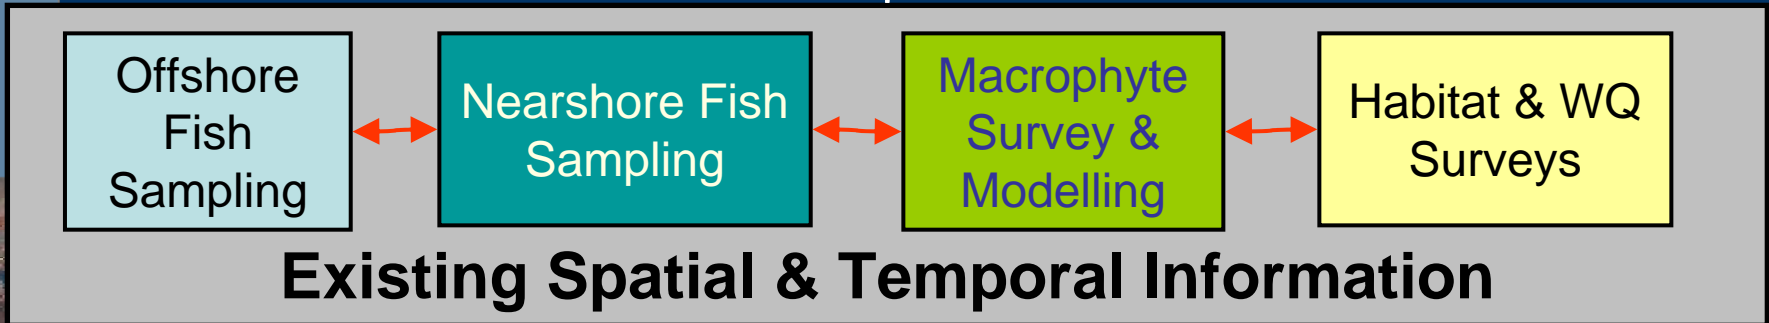 Offshore
Fish
Sampling
Nearshore Fish
Sampling
Macrophyte
Survey &
Modelling
Habitat & WQ
Surveys
Existing Spatial & Temporal Information